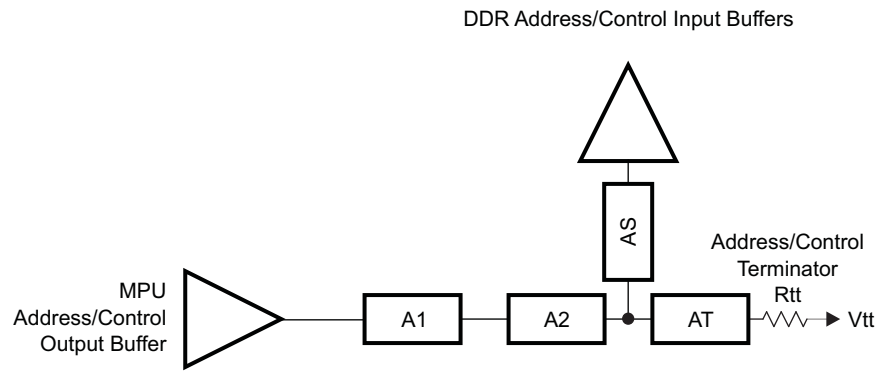 DDR Address/Control Input Buffers
AS
Address/Control
Terminator
Rtt
MPU
Address/Control
Output Buffer
A1
A2
AT
Vtt